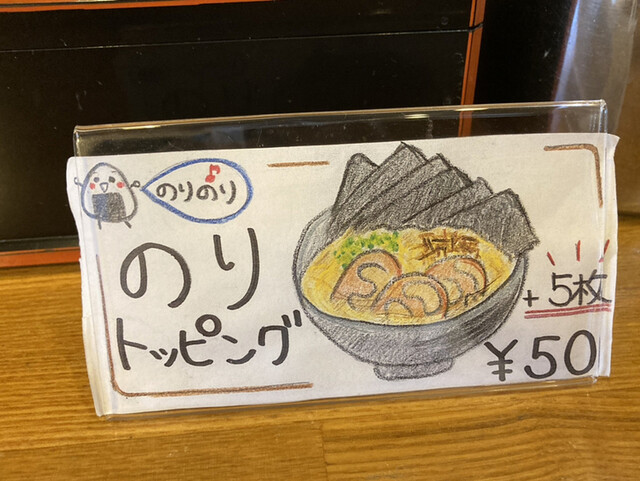 のりのり
のり
トッピング
+5枚
¥50